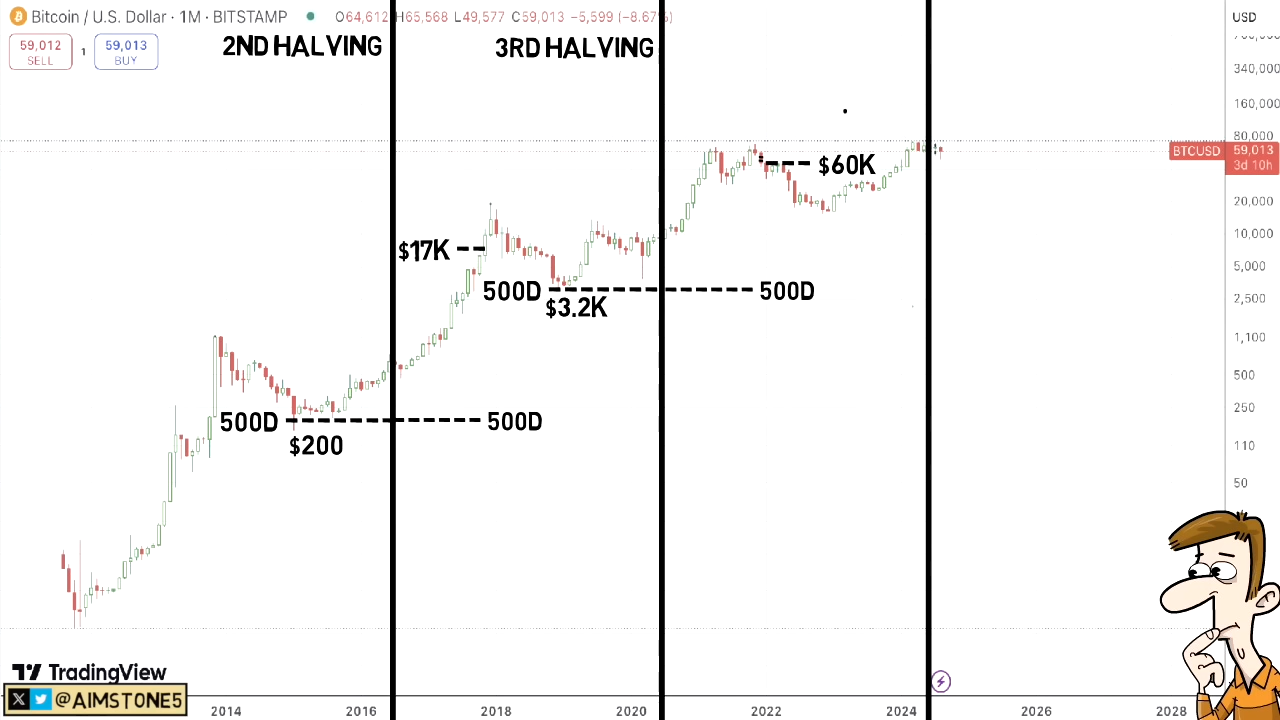 Bitcoin / U.S. Dollar · 1M · BITSTAMP O64,612 H65,568 L49,577 C59,013 −5,599 (−8.67%)
USD
59,012 SELL
1
59,013 BUY
2ND HALVING
3RD HALVING
340,000
160,000
80,000
BTCUSD 59,013
3d 10h
$60K
20,000
10,000
$17K
5,000
500D
500D
2,500
$3.2K
1,100
500
250
500D
500D
$200
110
50
TradingView
@AIMSTONE5
2014
2016
2018
2020
2022
2024
2026
2028